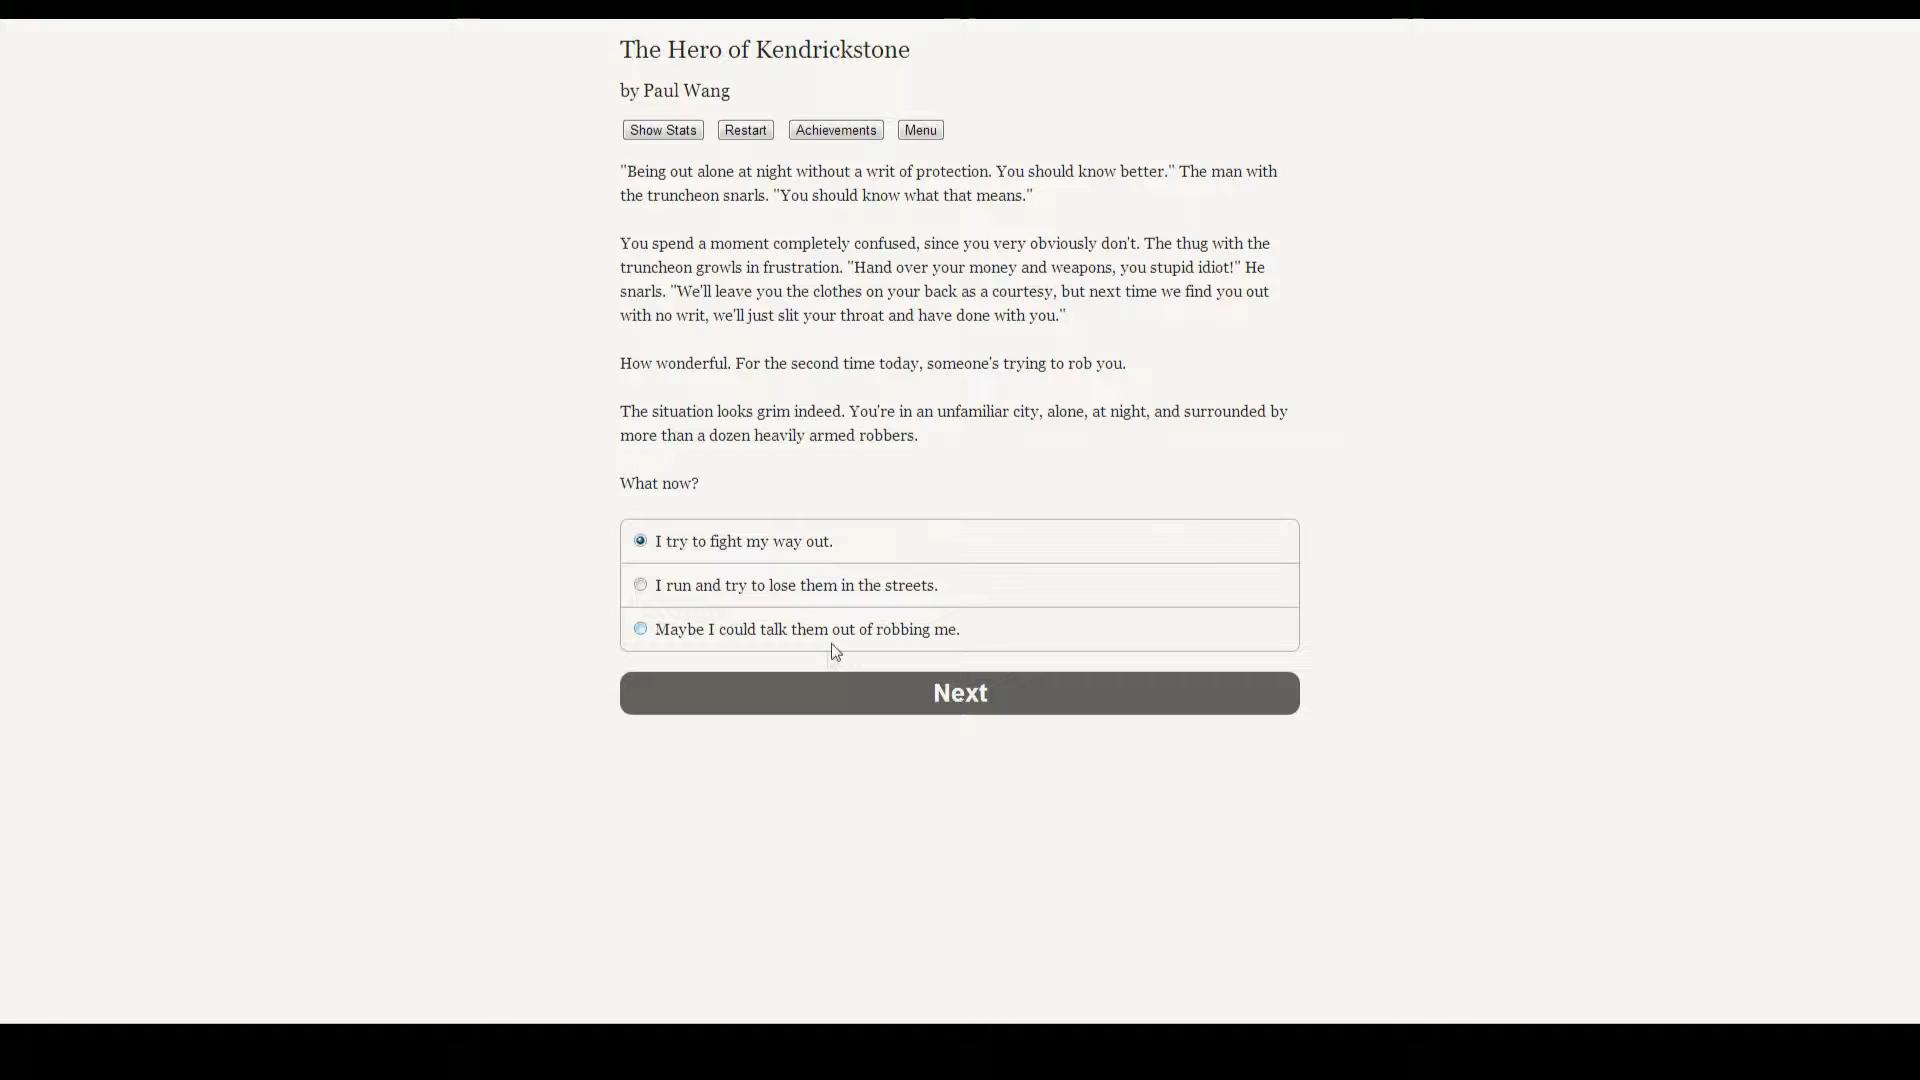 The Hero of Kendrickstone
by Paul Wang
Show Stats Restart Achievements Menu
"Being out alone at night without a writ of protection. You should know better." The man with
the truncheon snarls. "You should know what that means."
You spend a moment completely confused, since you very obviously don't. The thug with the
truncheon growls in frustration. "Hand over your money and weapons, you stupid idiot!" He
snarls. "We'll leave you the clothes on your back as a courtesy, but next time we find you out
with no writ, we'll just slit your throat and have done with you."
How wonderful. For the second time today, someone's trying to rob you.
The situation looks grim indeed. You're in an unfamiliar city, alone, at night, and surrounded by
more than a dozen heavily armed robbers.
What now?
I try to fight my way out.
I run and try to lose them in the streets.
Maybe I could talk them out of robbing me.
Next